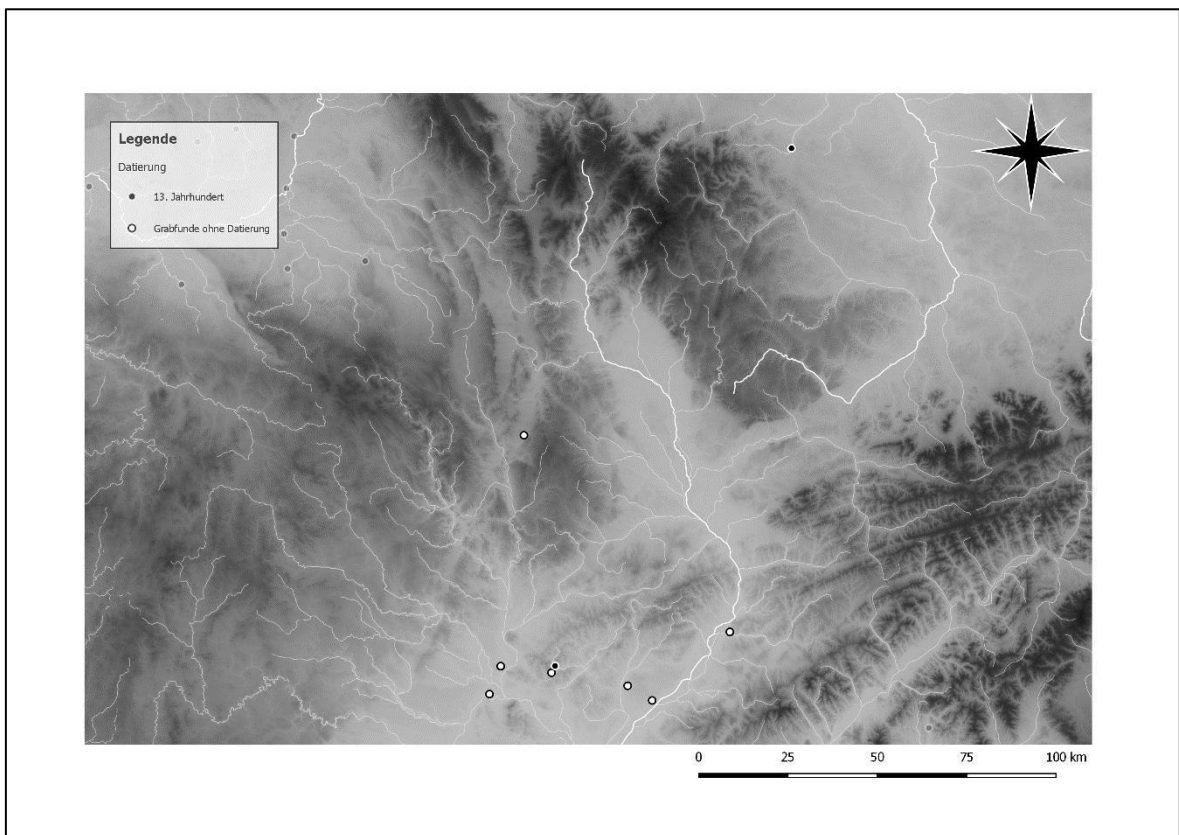 Legende
Datierung
13. Jahrhundert
Grabfunde ohne Datierung
0 25 50 75 100 km